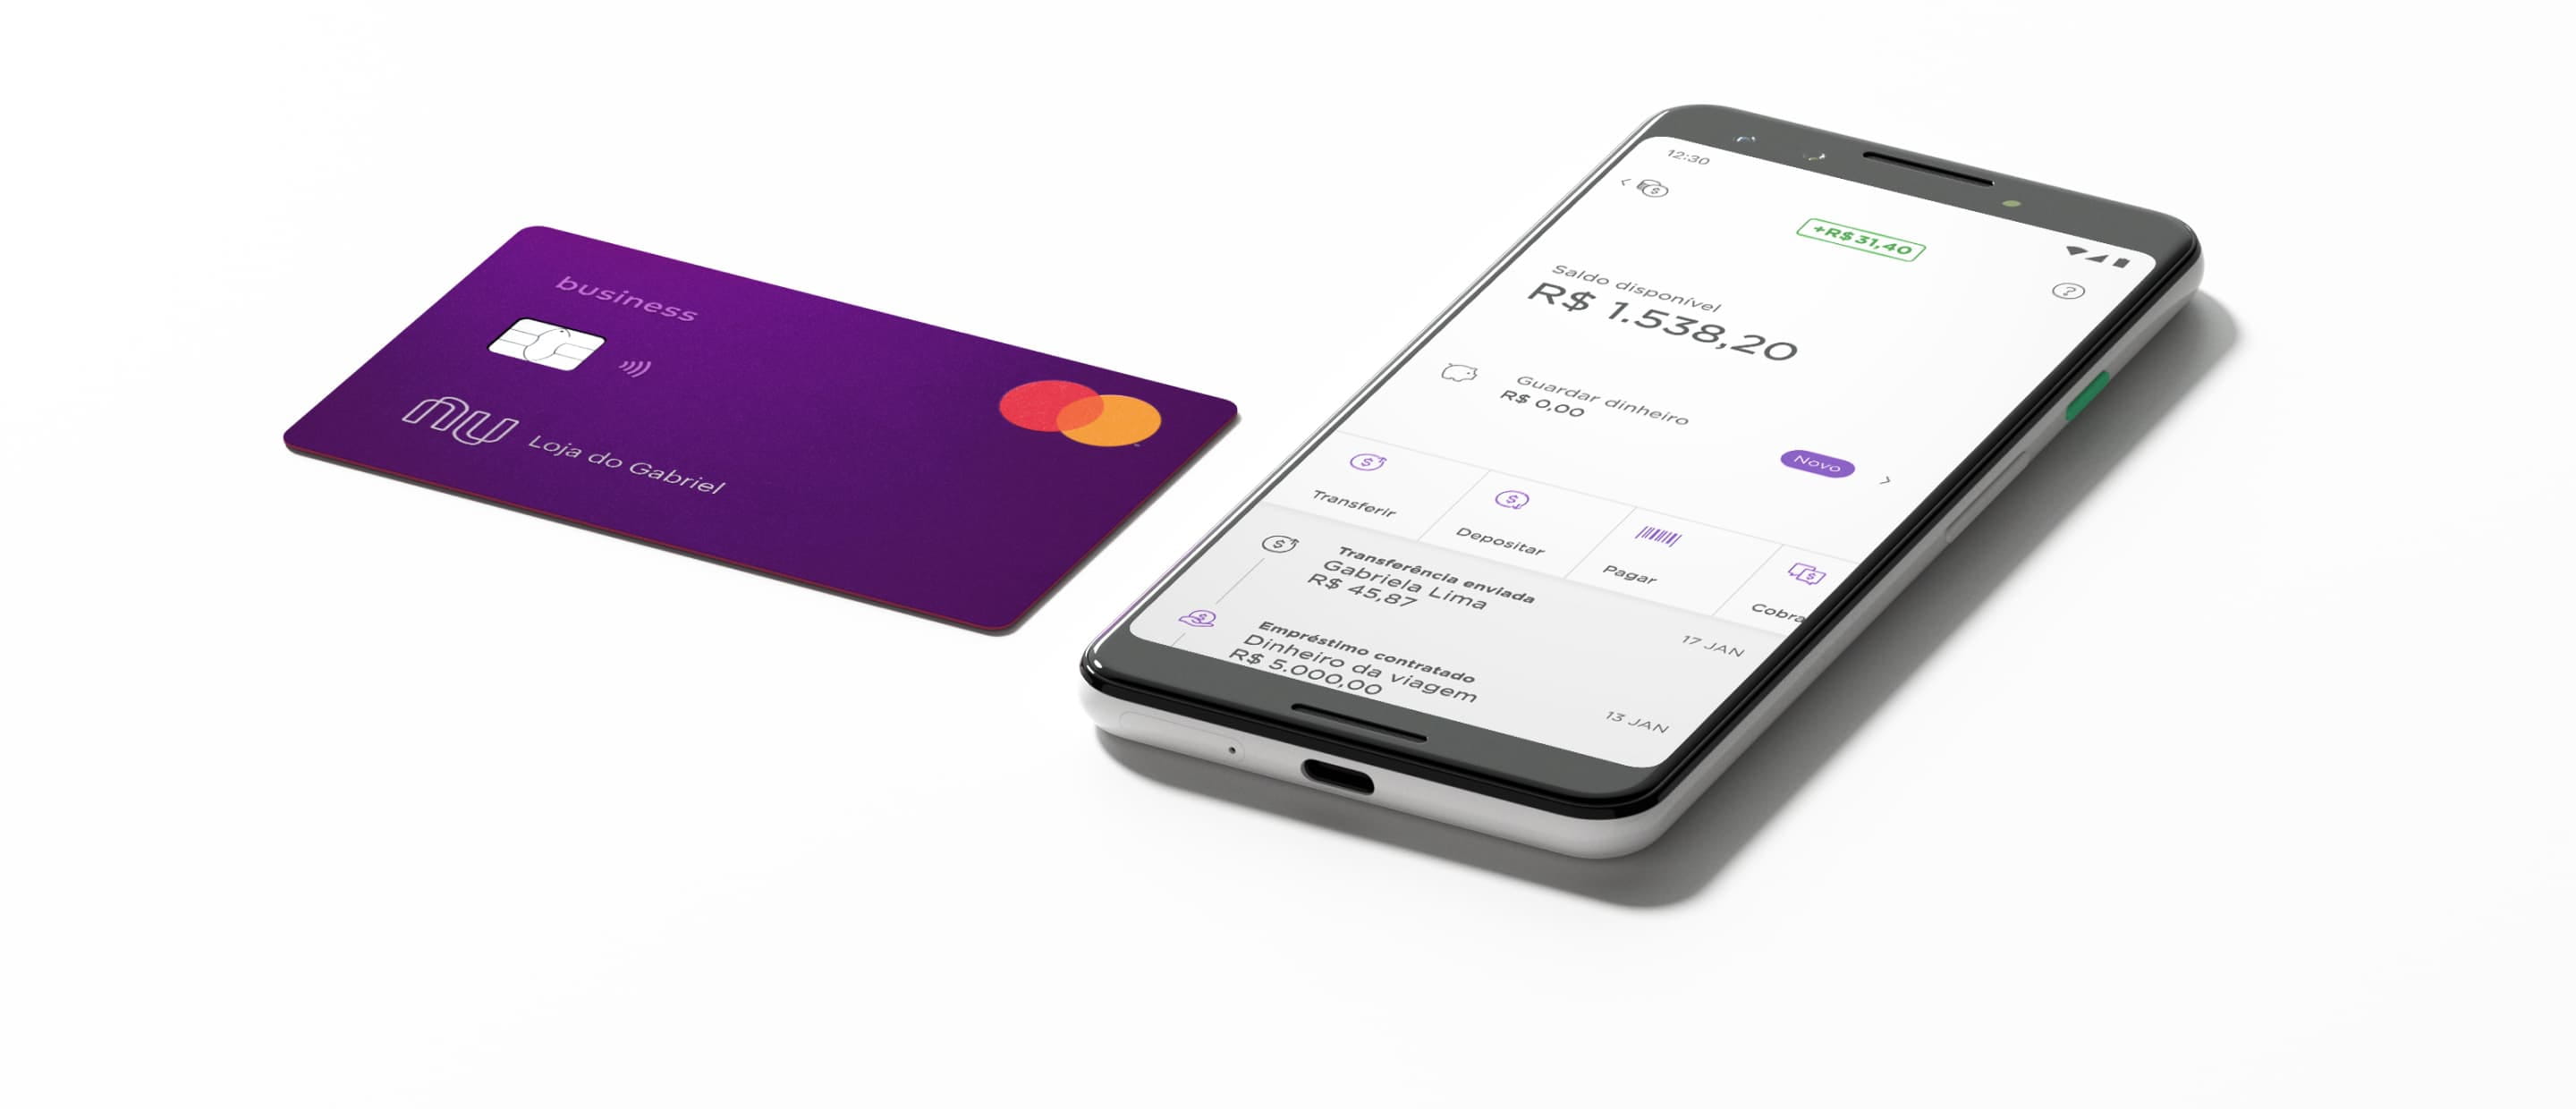 business
nu
Loja do Gabriel
12:30
+R$ 31,40
Saldo disponível
R$ 1.538,20
Guardar dinheiro
R$ 0,00
Novo
Transferir
Depositar
Pagar
Cobra
Transferência enviada
Gabriela Lima
R$ 45,87
17 JAN
Empréstimo contratado
Dinheiro da viagem
R$ 5.000,00
13 JAN